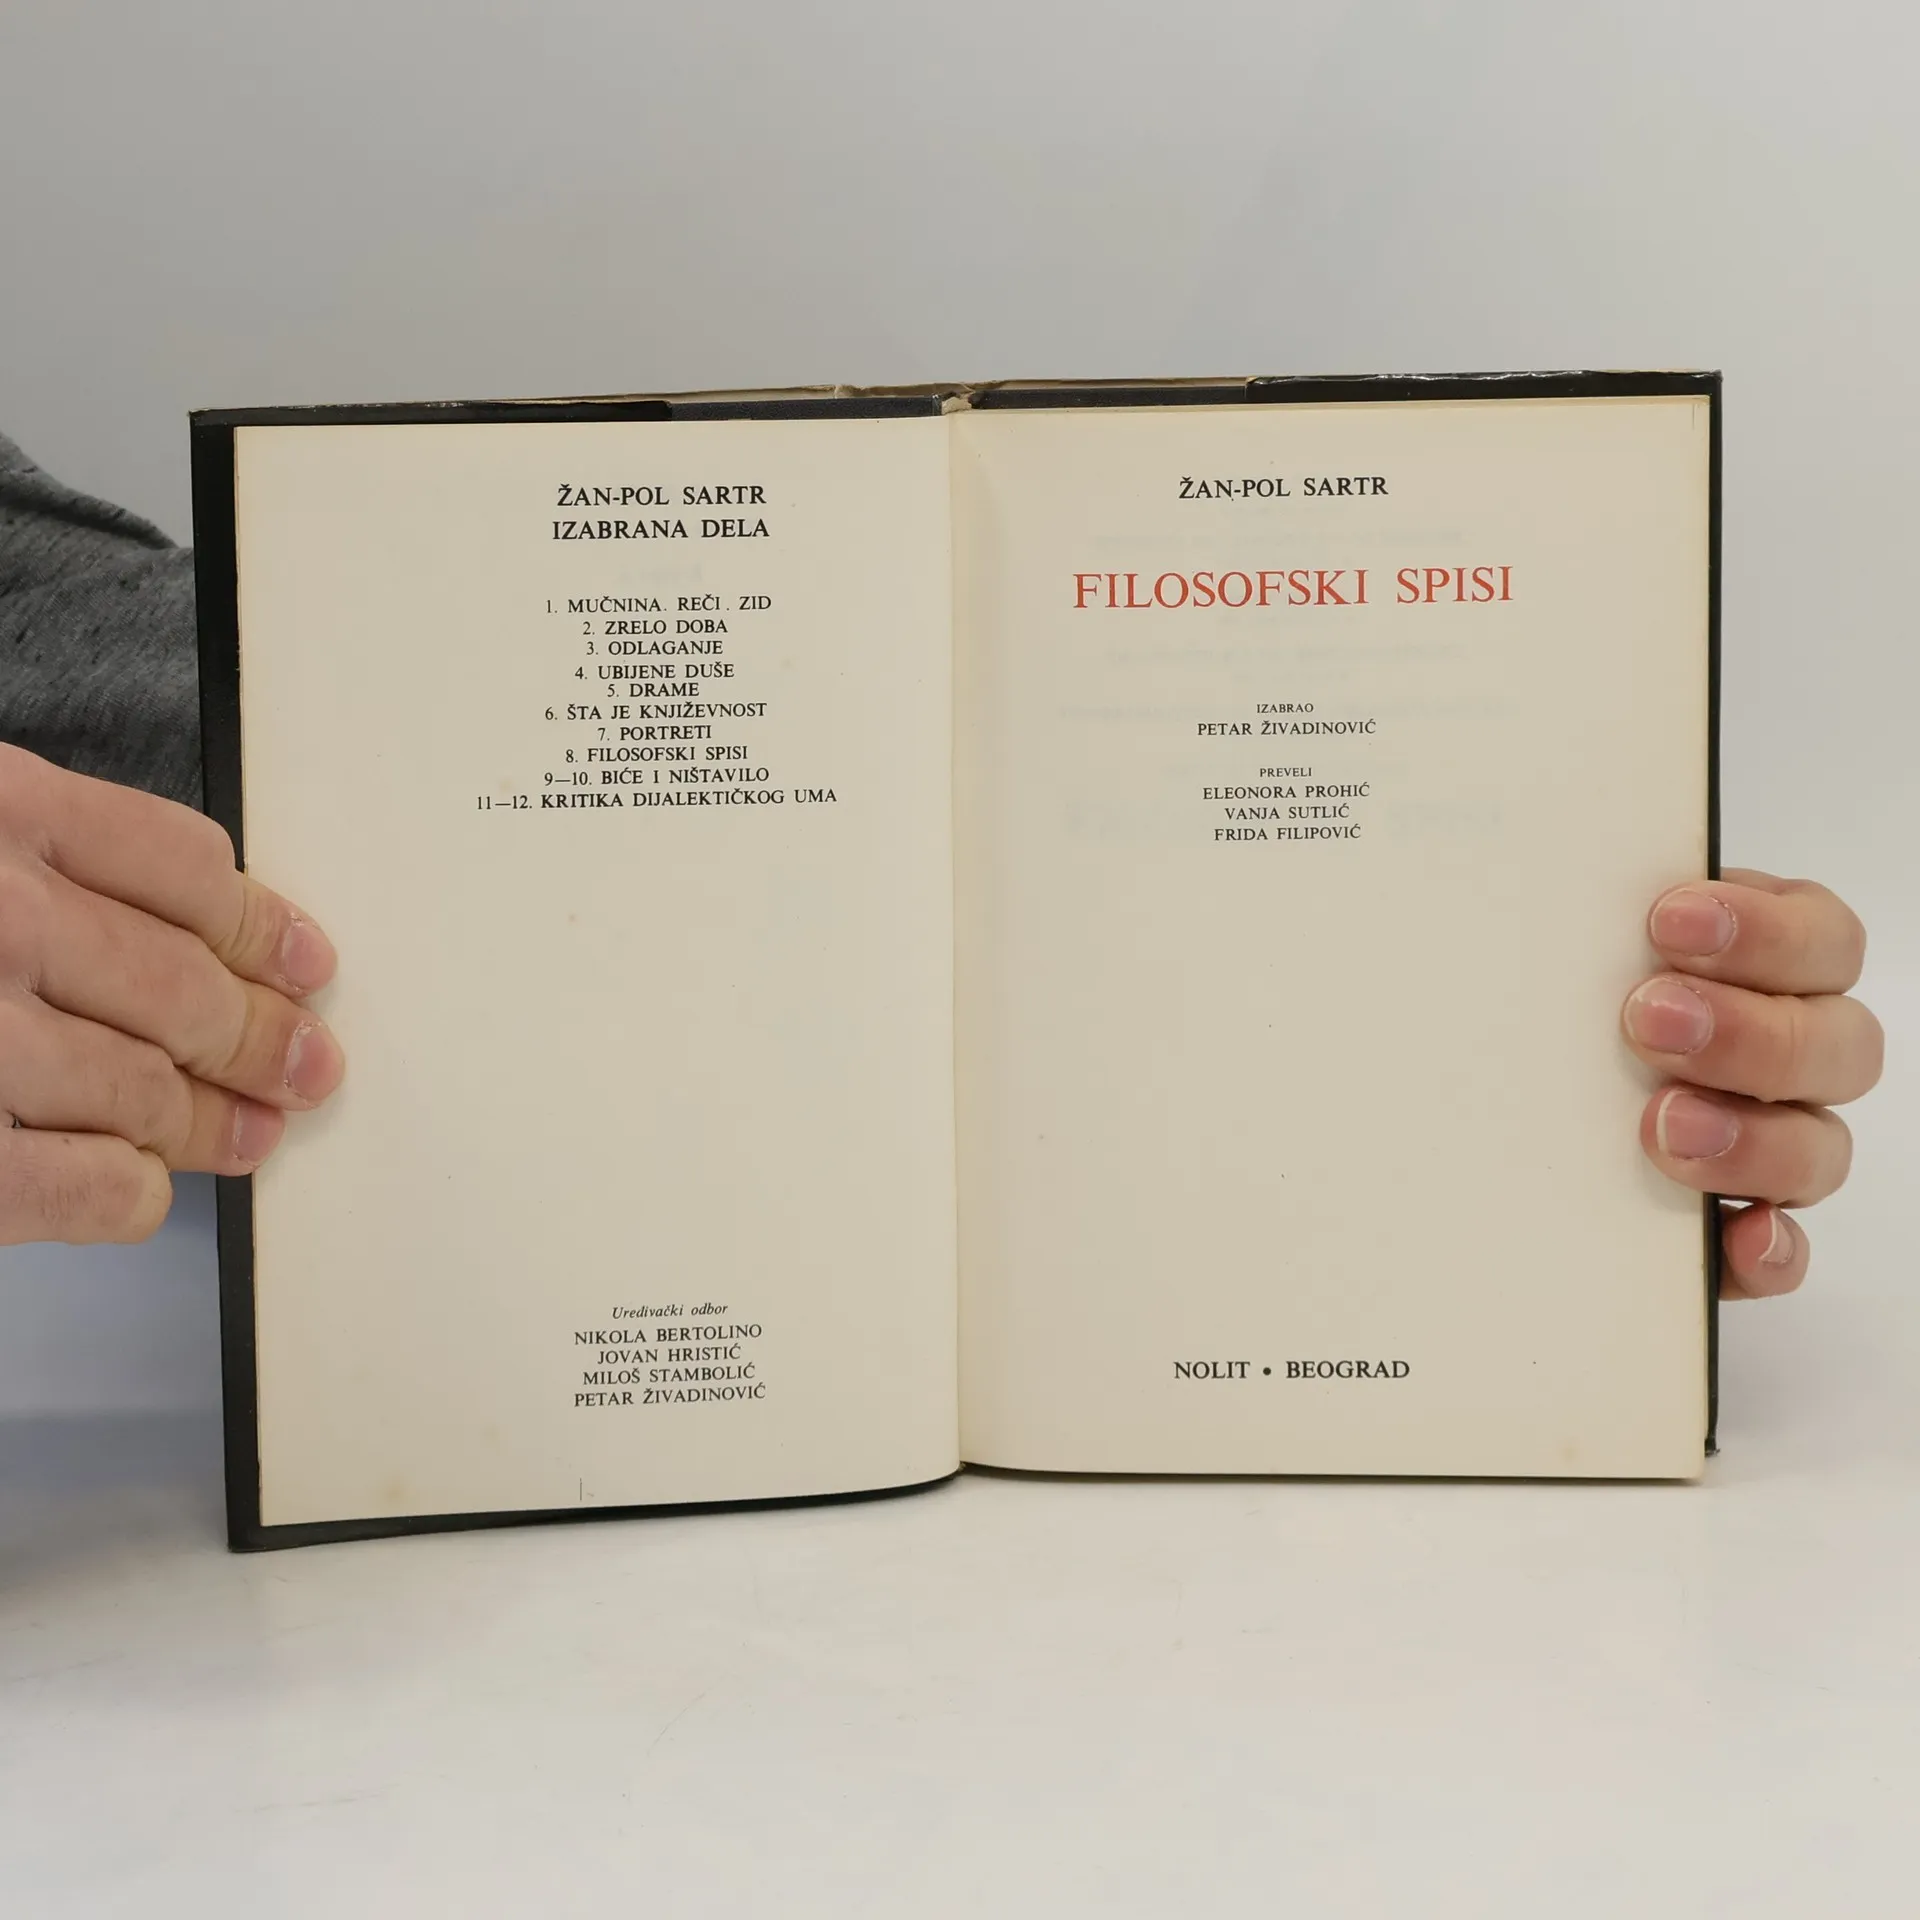 ŽAN-POL SARTR
IZABRANA DELA
1. MUČNINA. REČI . ZID
2. ZRELO DOBA
3. ODLAGANJE
4. UBIJENE DUŠE
5. DRAME
6. ŠTA JE KNJIŽEVNOST
7. PORTRETI
8. FILOSOFSKI SPISI
9—10. BIĆE I NIŠTAVILO
11—12. KRITIKA DIJALEKTIČKOG UMA
Uređivački odbor
NIKOLA BERTOLINO
JOVAN HRISTIĆ
MILOŠ STAMBOLIĆ
PETAR ŽIVADINOVIĆ
ŽAN-POL SARTR
FILOSOFSKI SPISI
IZABRAO
PETAR ŽIVADINOVIĆ
PREVELI
ELEONORA PROHIĆ
VANJA SUTLIĆ
FRIDA FILIPOVIĆ
NOLIT • BEOGRAD